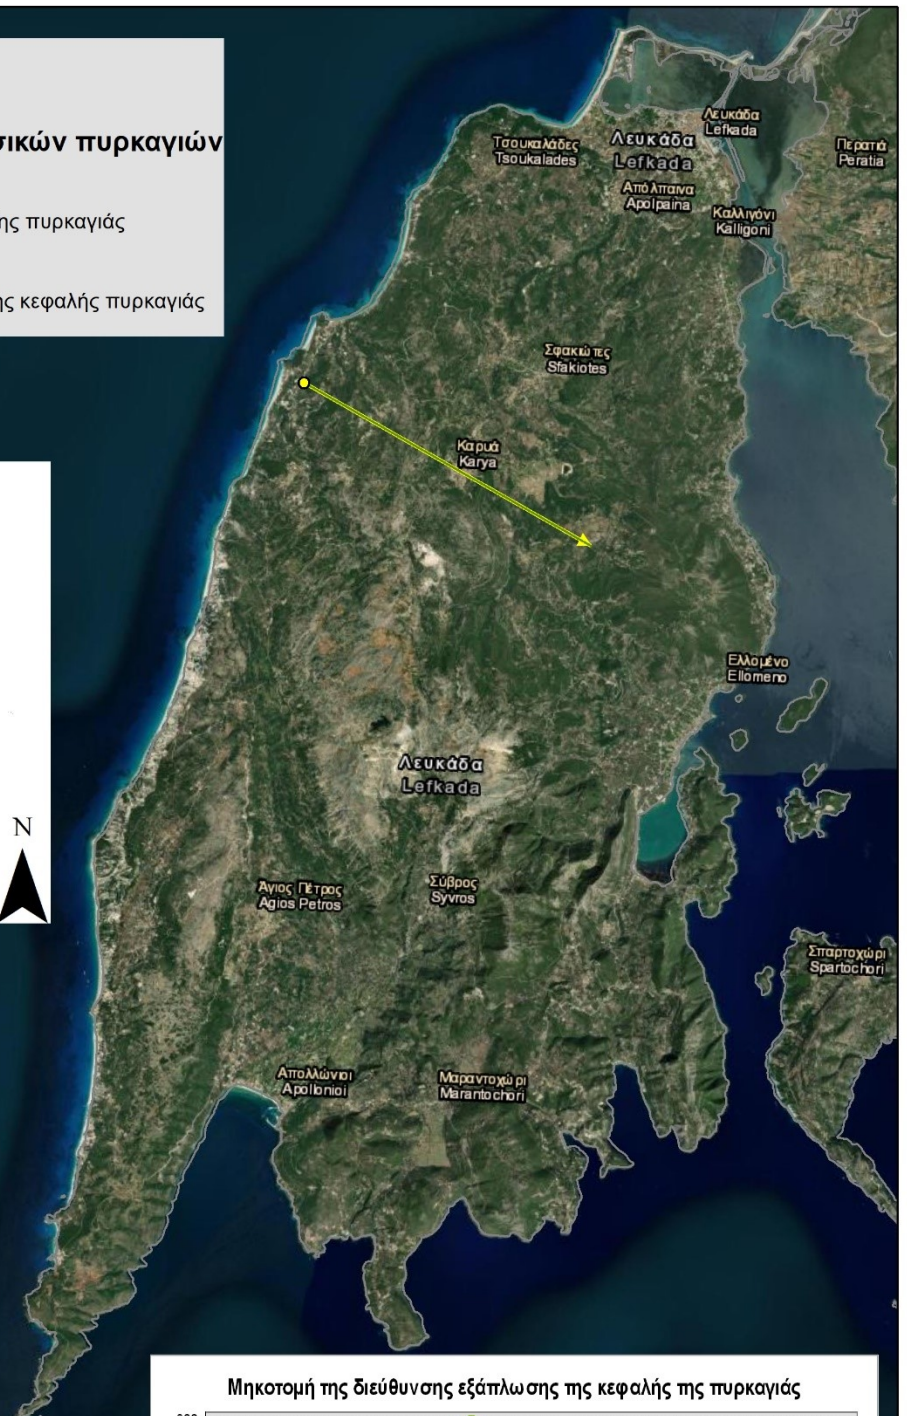 σικών πυρκαγιών
ης πυρκαγιάς
ης κεφαλής πυρκαγιάς
N
Λευκάδα
Lefkada
Τσουκαλάδες
Tsoukalades
Λευκάδα
Lefkada
Περατιά
Peratia
Απόλπαινα
Apolpaina
Καλλιγόνι
Kalligoni
Σφακιώτες
Sfakiotes
Καρυά
Karya
Ελλομένο
Ellomeno
Λευκάδα
Lefkada
Άγιος Πέτρος
Agios Petros
Σύβρος
Syvros
Σπαρτοχώρι
Spartochori
Απολλώνιοι
Apollonioi
Μαραντοχώρι
Marantochori
Μηκοτομή της διεύθυνσης εξάπλωσης της κεφαλής της πυρκαγιάς